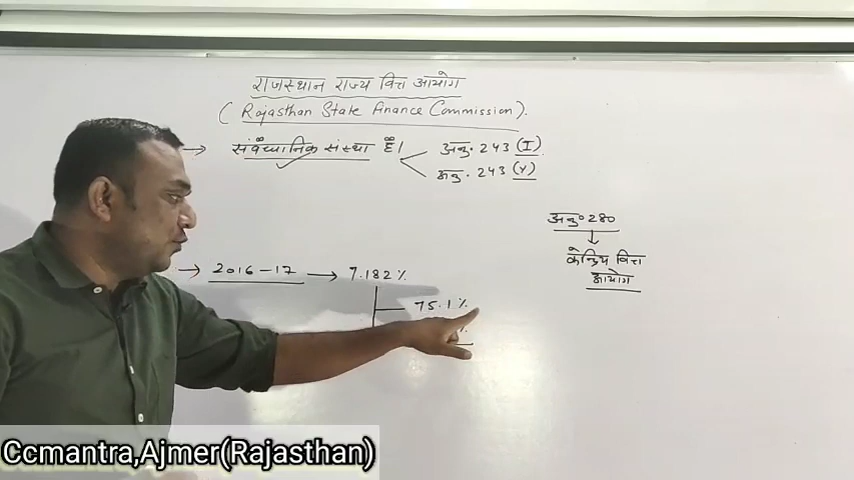 राजस्थान राज्य वित्त आयोग
( Rajasthan State Finance Commission).
→ संवैधानिक संस्था है। अनु. 243 (I)
अनु. 243 (Y)
अनु० 280
केन्द्रिय वित्त
आयोग
→ 2016-17 → 7.182 %
75.1 %
%
Ccmantra,Ajmer(Rajasthan)